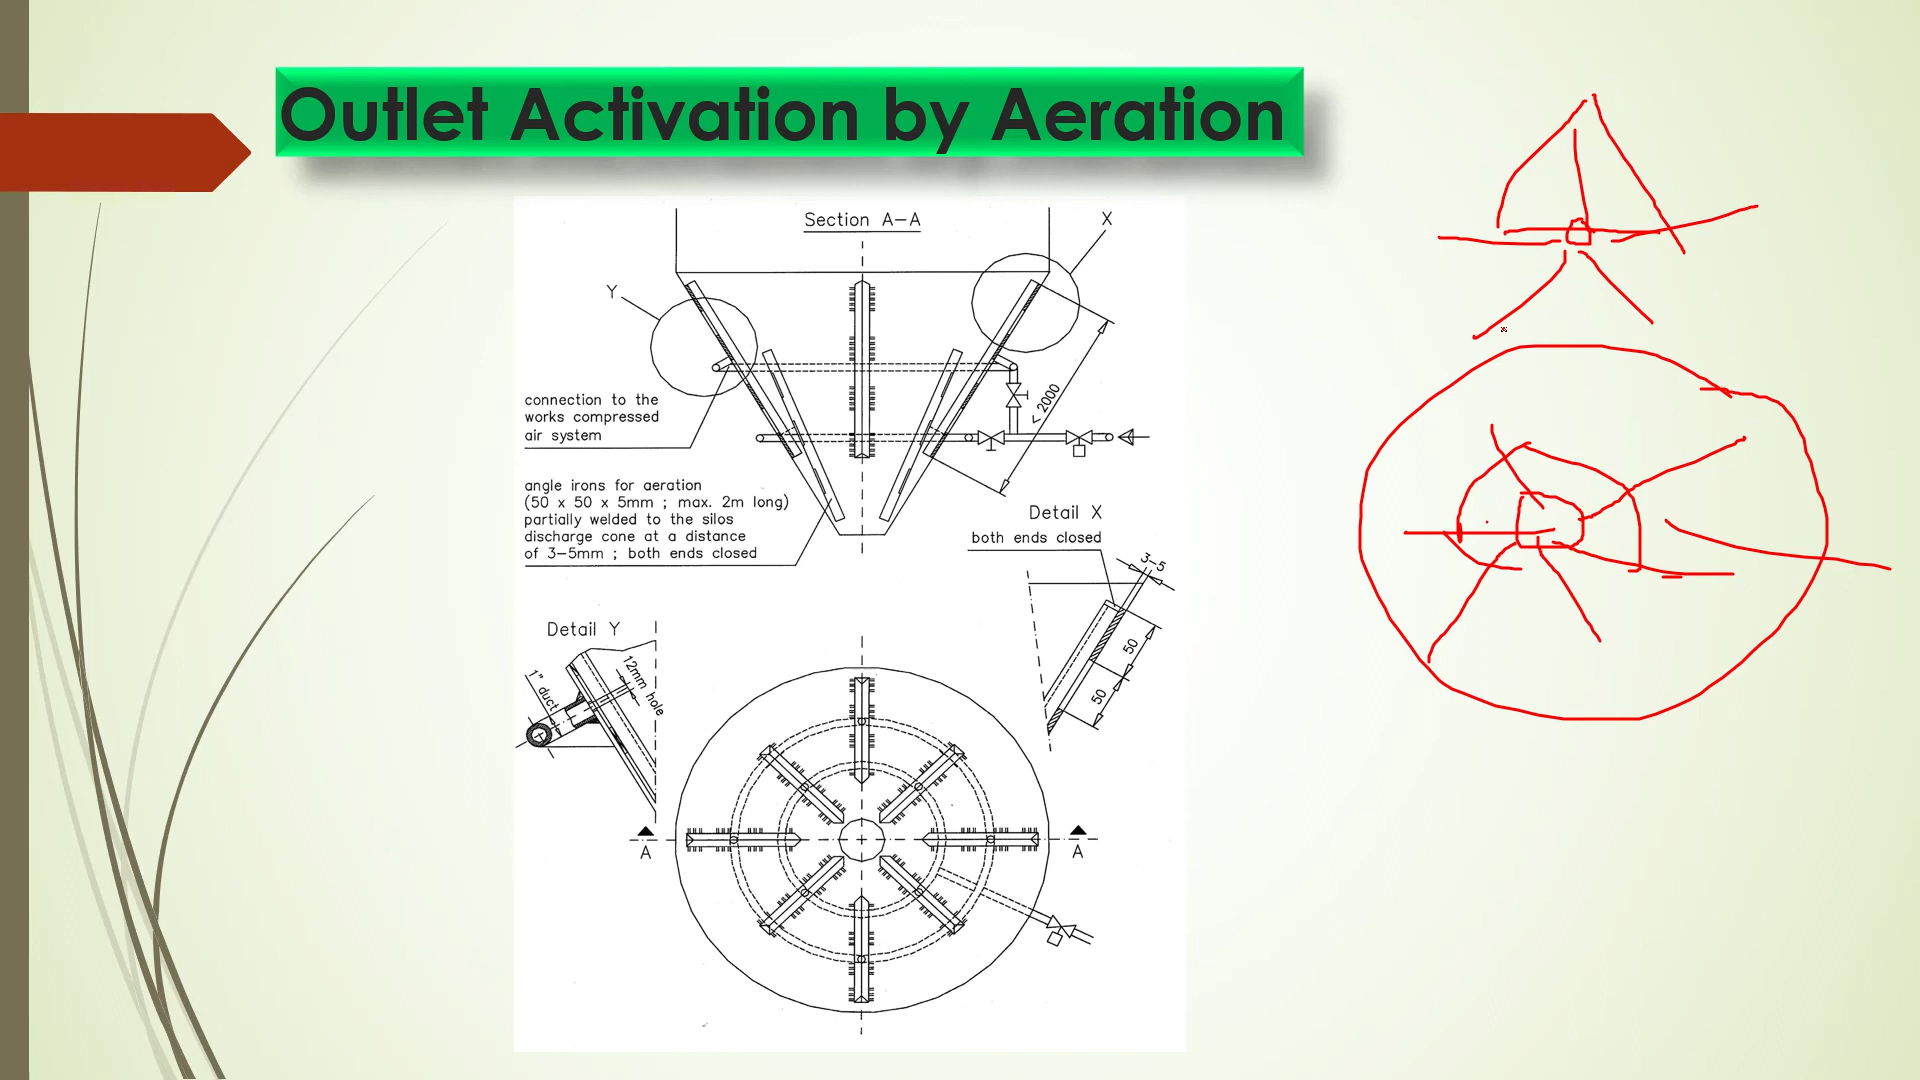 Outlet Activation by Aeration
Section A-A
X
Y
connection to the
works compressed
air system
< 2000
angle irons for aeration
(50 x 50 x 5mm ; max. 2m long)
partially welded to the silos
discharge cone at a distance
of 3-5mm ; both ends closed
Detail X
both ends closed
3-5
50
50
Detail Y
1" duct
12mm hole
A
A